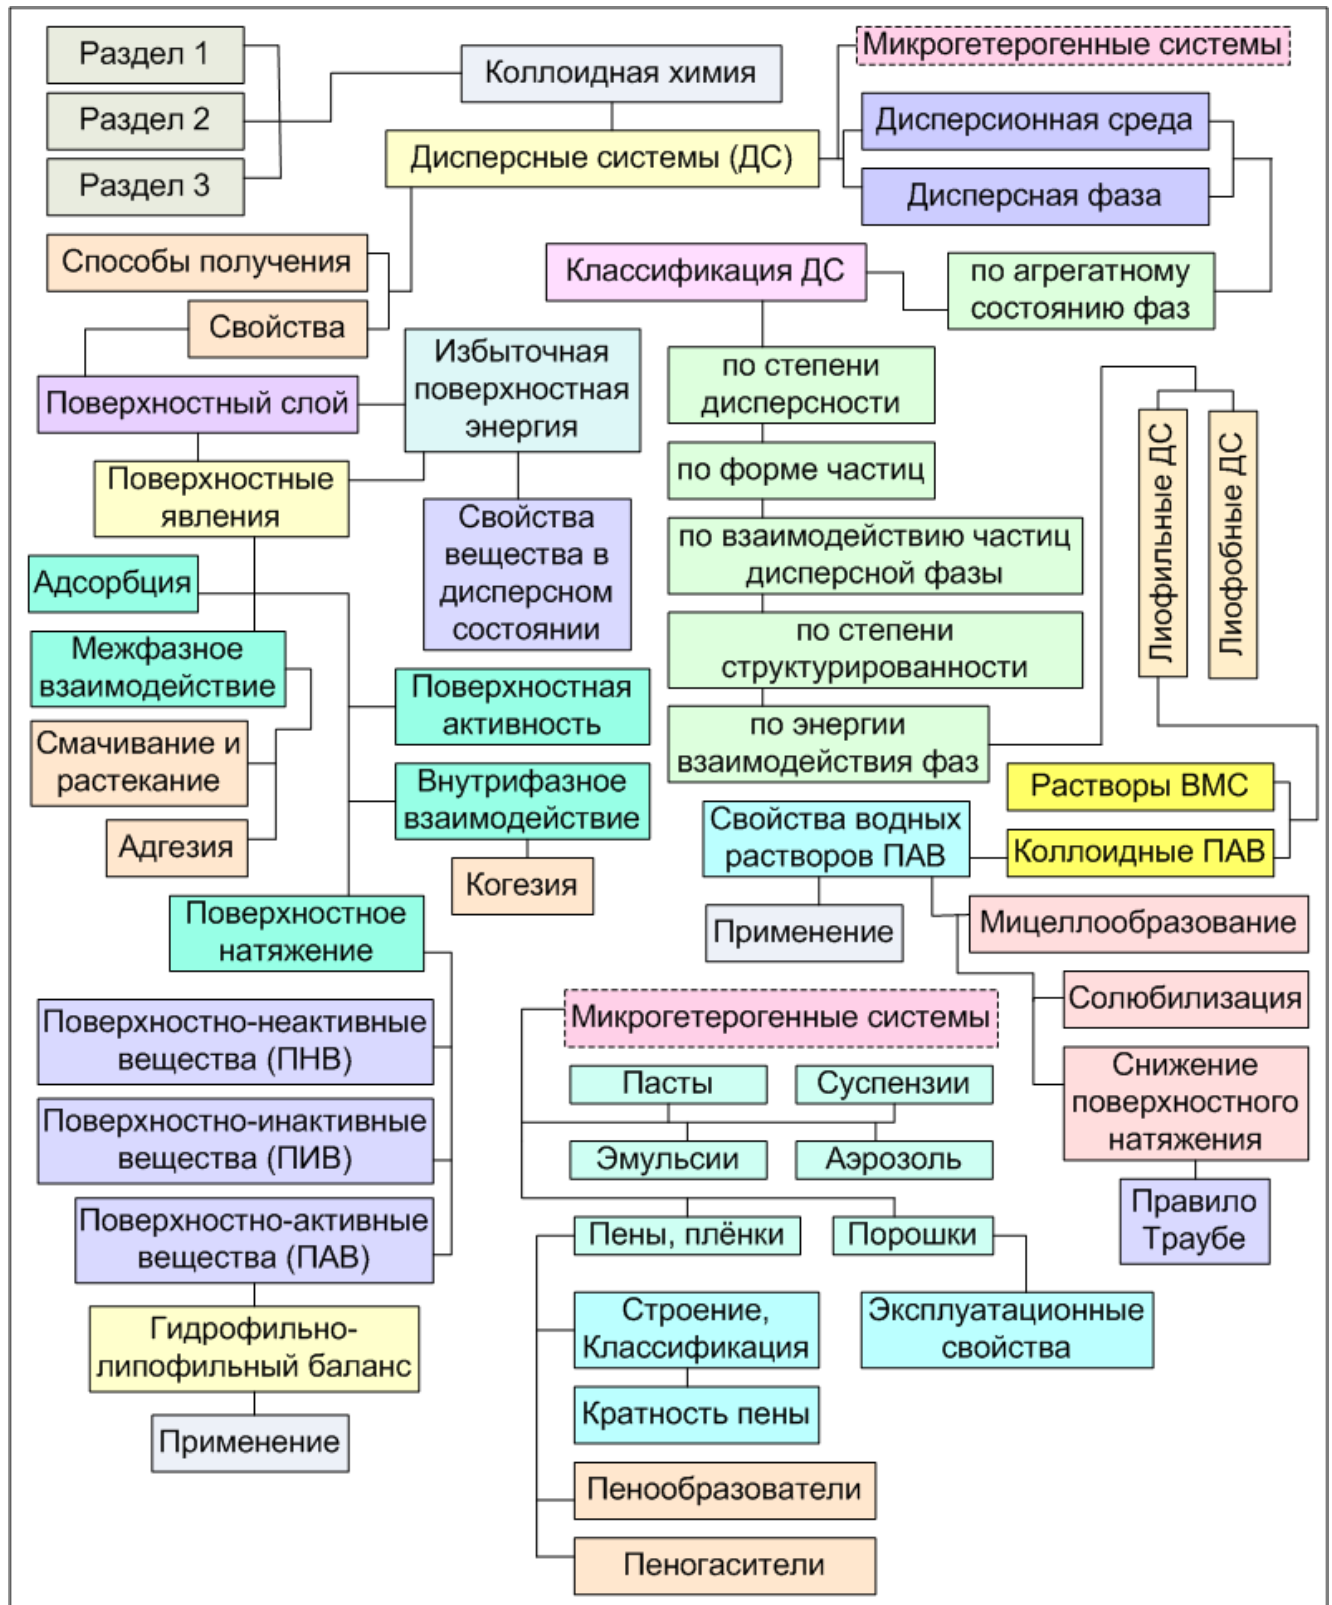 Раздел 1
Раздел 2
Раздел 3
Коллоидная химия
Дисперсные системы (ДС)
Микрогетерогенные системы
Дисперсионная среда
Дисперсная фаза
Способы получения
Свойства
Классификация ДС
по агрегатному
состоянию фаз
Поверхностный слой
Избыточная
поверхностная
энергия
по степени
дисперсности
Лиофильные ДС
Лиофобные ДС
Поверхностные
явления
по форме частиц
Свойства
вещества в
дисперсном
состоянии
по взаимодействию частиц
дисперсной фазы
Адсорбция
Межфазное
взаимодействие
по степени
структурированности
Поверхностная
активность
по энергии
взаимодействия фаз
Смачивание и
растекание
Внутрифазное
взаимодействие
Растворы ВМС
Адгезия
Свойства водных
растворов ПАВ
Коллоидные ПАВ
Когезия
Поверхностное
натяжение
Применение
Мицеллообразование
Солюбилизация
Микрогетерогенные системы
Поверхностно-неактивные
вещества (ПНВ)
Пасты
Суспензии
Снижение
поверхностного
натяжения
Поверхностно-инактивные
вещества (ПИВ)
Эмульсии
Аэрозоль
Правило
Траубе
Поверхностно-активные
вещества (ПАВ)
Пены, плёнки
Порошки
Гидрофильно-
липофильный баланс
Строение,
Классификация
Эксплуатационные
свойства
Применение
Кратность пены
Пенообразователи
Пеногасители